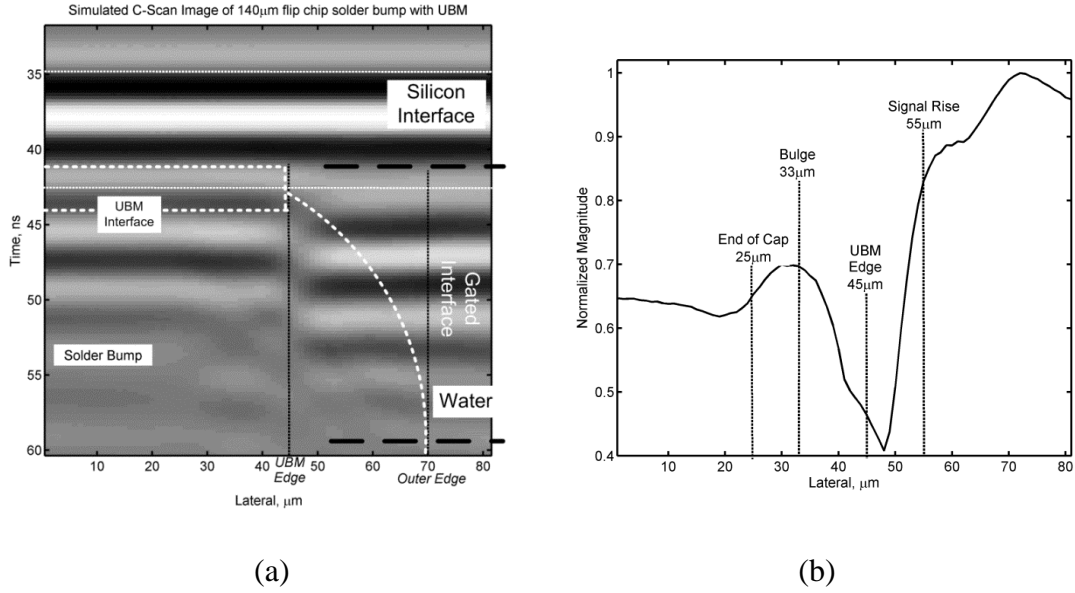 Simulated C-Scan Image of 140μm flip chip solder bump with UBM
35
40
45
50
55
60
Time, ns
Silicon
Interface
UBM
Interface
Gated
Interface
Solder Bump
Water
10
20
30
40
50
60
70
80
UBM
Edge
Outer Edge
Lateral, μm
(a)
1
0.9
0.8
0.7
0.6
0.5
0.4
Normalized Magnitude
Signal Rise
55μm
Bulge
33μm
End of Cap
25μm
UBM
Edge
45μm
10
20
30
40
50
60
70
80
Lateral, μm
(b)